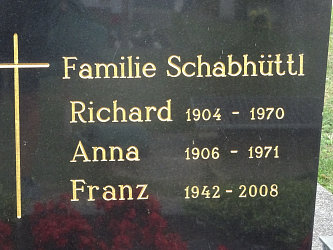 Familie Schabhüttl
Richard 1904 - 1970
Anna 1906 - 1971
Franz 1942 - 2008